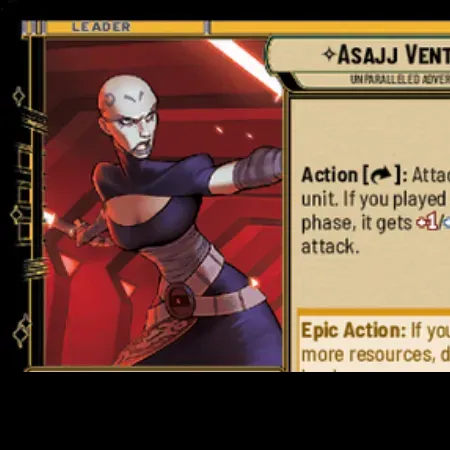 LEADER
ASAJJ VENT
UNPARALLELED ADVER
Action [ ]: Attac
unit. If you played
phase, it gets +1/
attack.
Epic Action: If you
more resources, d